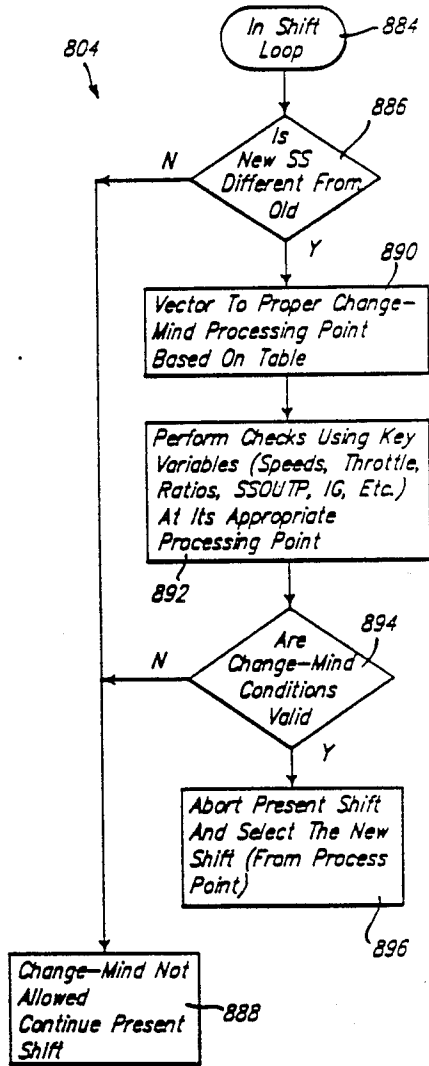 804
In Shift
Loop
884
Is
New SS
Different From
Old
886
N
Y
890
Vector To Proper Change-
Mind Processing Point
Based On Table
Perform Checks Using Key
Variables (Speeds, Throttle,
Ratios, SSOUTP, IG, Etc.)
At Its Appropriate
Processing Point
892
Are
Change-Mind
Conditions
Valid
894
N
Y
Abort Present Shift
And Select The New
Shift (From Process
Point)
896
Change-Mind Not
Allowed
Continue Present
Shift
888